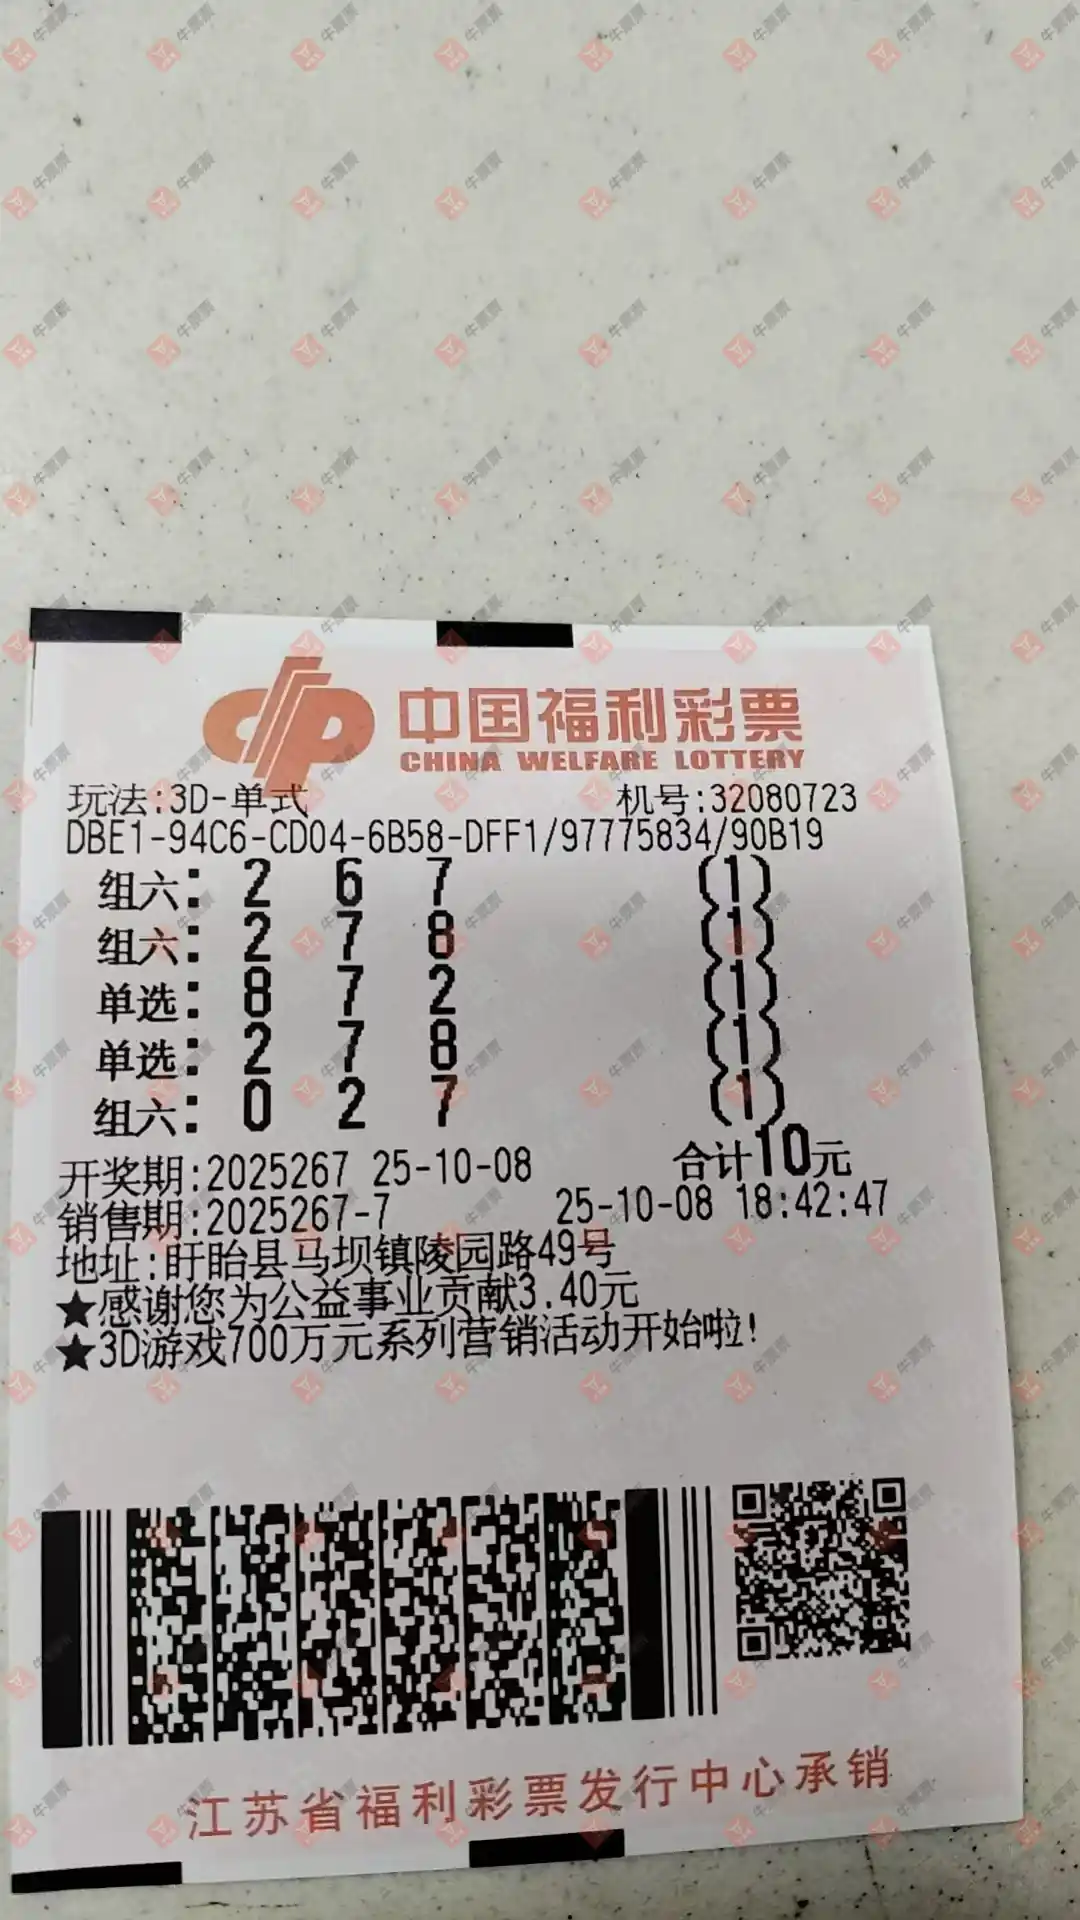 中国福利彩票
CHINA WELFARE LOTTERY
玩法:3D-单式 机号:32080723
DBE1-94C6-CD04-6B58-DFF1/97775834/90B19
组六: 2 6 7 (1)
组六: 2 7 8 (1)
单选: 8 7 2 (1)
单选: 2 7 8 (1)
组六: 0 2 7 (1)
合计10元
开奖期:2025267 25-10-08
销售期:2025267-7 25-10-08 18:42:47
地址:盱眙县马坝镇陵园路49号
★感谢您为公益事业贡献3.40元
★3D游戏700万元系列营销活动开始啦!
江苏省福利彩票发行中心承销
牛票票